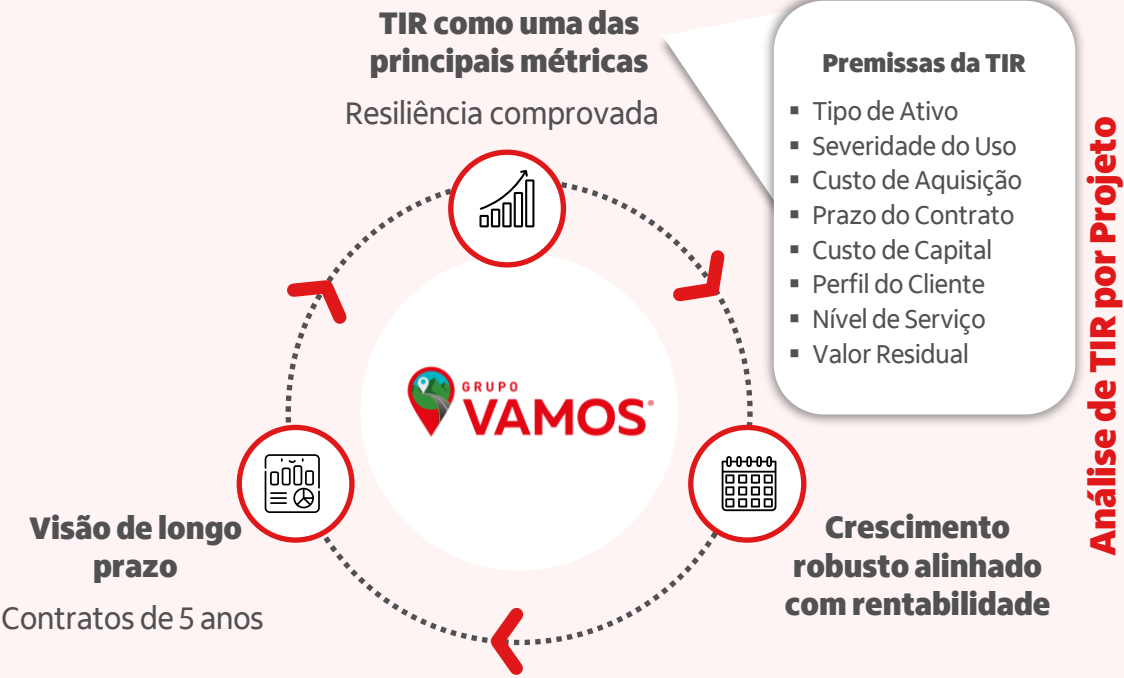 TIR como uma das
principais métricas
Resiliência comprovada
Premissas da TIR
▪ Tipo de Ativo
▪ Severidade do Uso
▪ Custo de Aquisição
▪ Prazo do Contrato
▪ Custo de Capital
▪ Perfil do Cliente
▪ Nível de Serviço
▪ Valor Residual
Análise de TIR por Projeto
GRUPO
VAMOS®
Visão de longo
prazo
Contratos de 5 anos
Crescimento
robusto alinhado
com rentabilidade